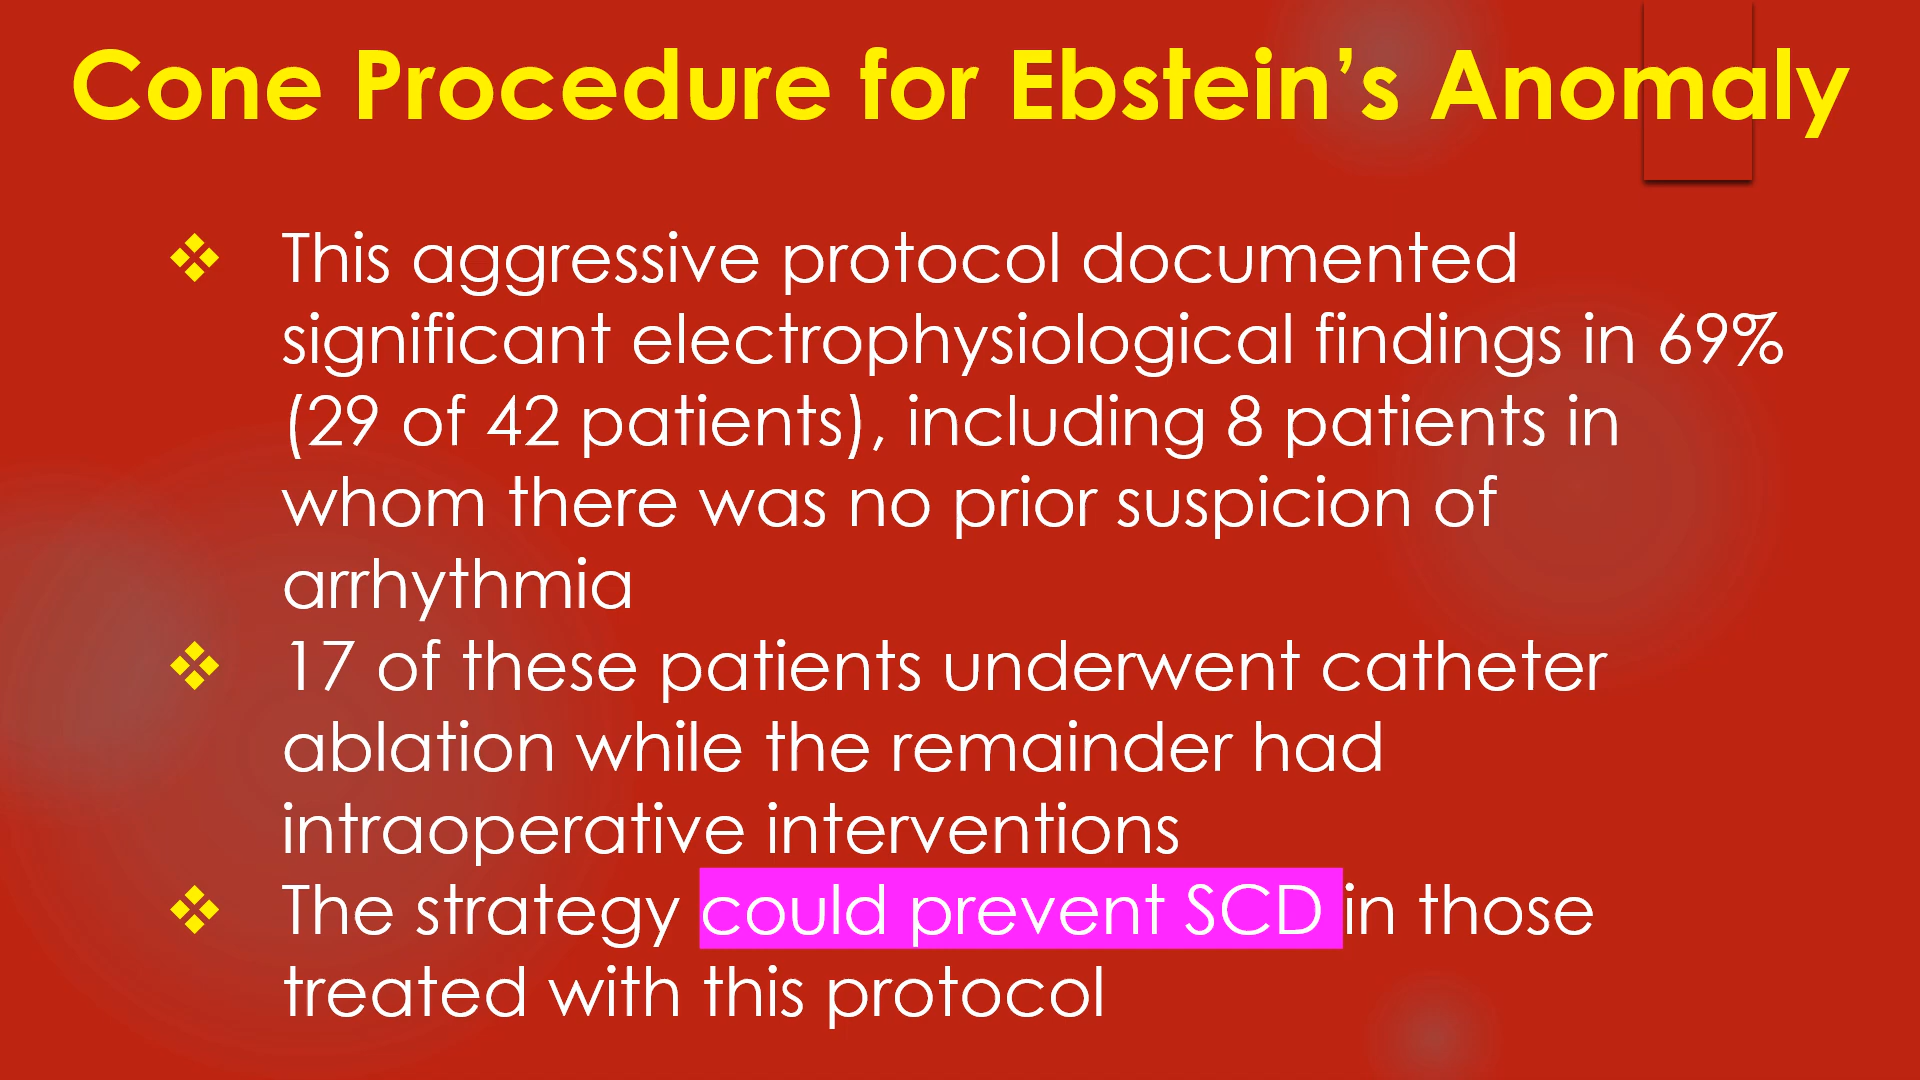 Cone Procedure for Ebstein’s Anomaly
❖ This aggressive protocol documented
significant electrophysiological findings in 69%
(29 of 42 patients), including 8 patients in
whom there was no prior suspicion of
arrhythmia
❖ 17 of these patients underwent catheter
ablation while the remainder had
intraoperative interventions
❖ The strategy could prevent SCD in those
treated with this protocol